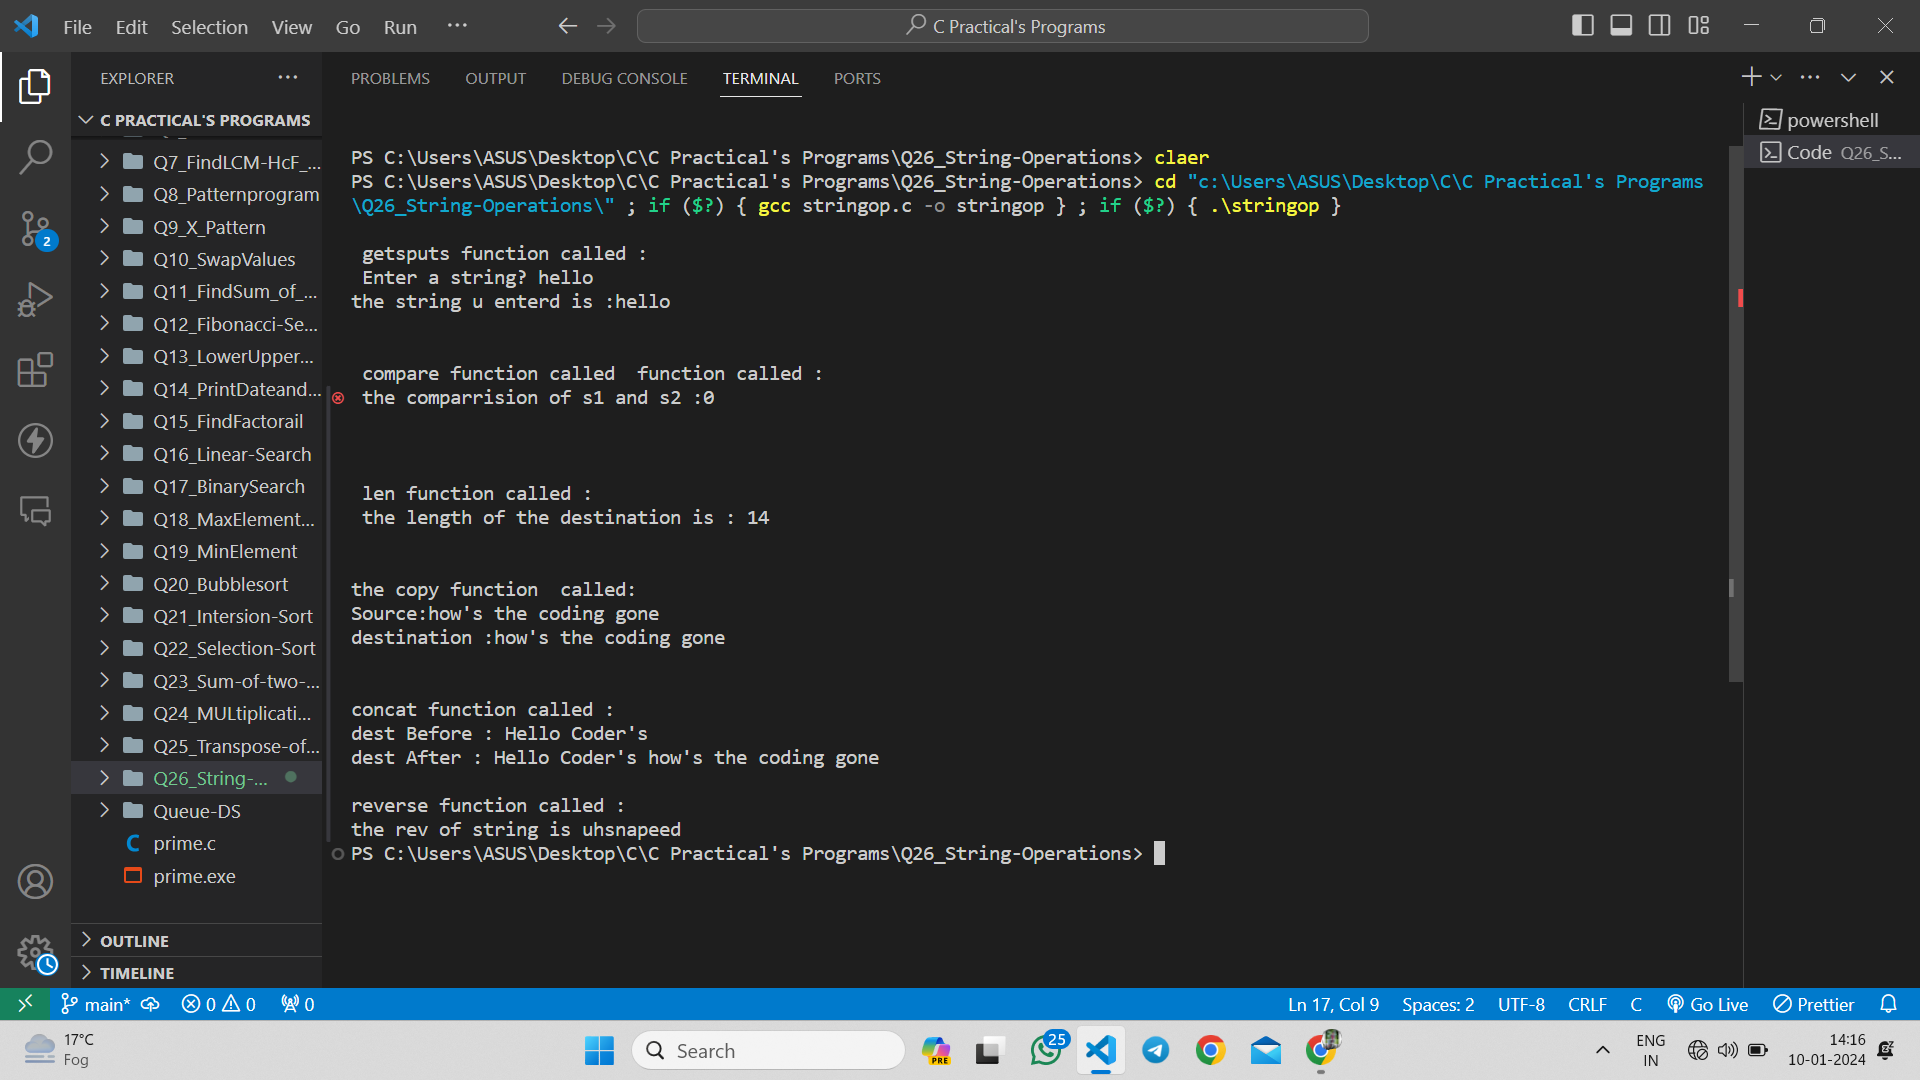 File Edit Selection View Go Run ···
C Practical's Programs
EXPLORER ···
PROBLEMS OUTPUT DEBUG CONSOLE TERMINAL PORTS
C PRACTICAL'S PROGRAMS
Q7_FindLCM-HcF_...
Q8_Patternprogram
Q9_X_Pattern
Q10_SwapValues
Q11_FindSum_of_...
Q12_Fibonacci-Se...
Q13_LowerUpper...
Q14_PrintDateand...
Q15_FindFactorail
Q16_Linear-Search
Q17_BinarySearch
Q18_MaxElement...
Q19_MinElement
Q20_Bubblesort
Q21_Intersion-Sort
Q22_Selection-Sort
Q23_Sum-of-two-...
Q24_MULtiplicati...
Q25_Transpose-of...
Q26_String-...
Queue-DS
C prime.c
prime.exe
OUTLINE
TIMELINE
PS C:\Users\ASUS\Desktop\C\C Practical's Programs\Q26_String-Operations> claer
PS C:\Users\ASUS\Desktop\C\C Practical's Programs\Q26_String-Operations> cd "c:\Users\ASUS\Desktop\C\C Practical's Programs
\Q26_String-Operations\" ; if ($?) { gcc stringop.c -o stringop } ; if ($?) { .\stringop }
getsputs function called :
Enter a string? hello
the string u enterd is :hello
compare function called  function called :
the comparrision of s1 and s2 :0
len function called :
the length of the destination is : 14
the copy function  called:
Source:how's the coding gone
destination :how's the coding gone
concat function called :
dest Before : Hello Coder's
dest After : Hello Coder's how's the coding gone
reverse function called :
the rev of string is uhsnapeed
PS C:\Users\ASUS\Desktop\C\C Practical's Programs\Q26_String-Operations>
powershell
Code Q26_S...
2
main* 0 0 0
Ln 17, Col 9 Spaces: 2 UTF-8 CRLF C Go Live Prettier
17°C
Fog
Search
PRE
25
ENG
IN
14:16
10-01-2024